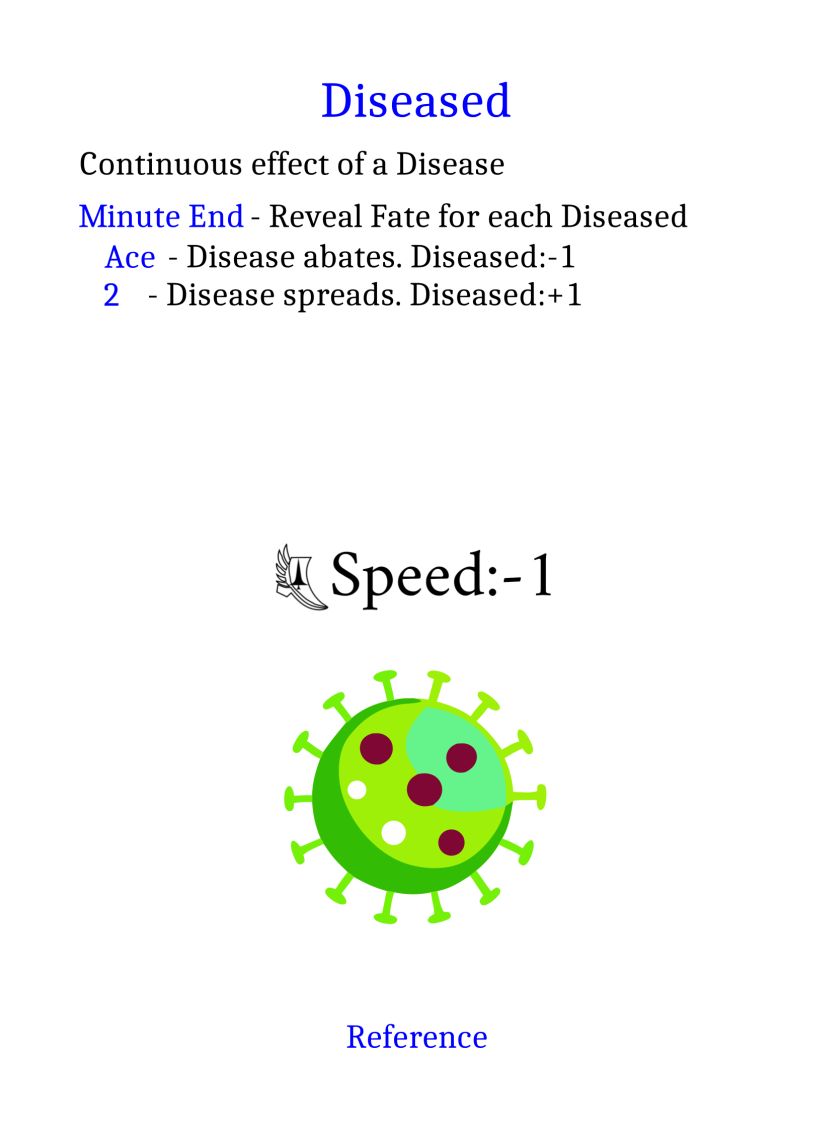 Diseased
Continuous effect of a Disease
Minute End - Reveal Fate for each Diseased
Ace - Disease abates. Diseased:-1
2 - Disease spreads. Diseased:+1
Speed:-1
Reference